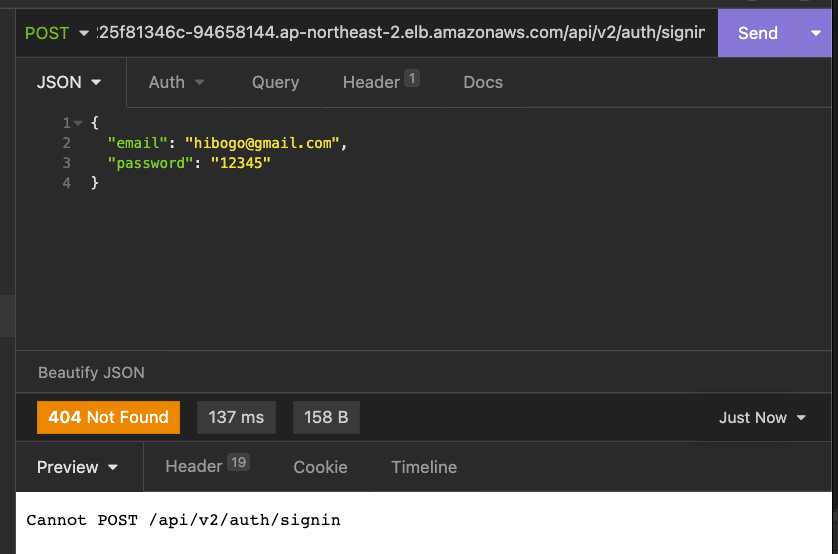 POST :25f81346c-94658144.ap-northeast-2.elb.amazonaws.com/api/v2/auth/signin Send
JSON Auth Query Header 1 Docs
1 {
2 "email": "hibogo@gmail.com",
3 "password": "12345"
4 }
Beautify JSON
404 Not Found 137 ms 158 B Just Now
Preview Header 19 Cookie Timeline
Cannot POST /api/v2/auth/signin